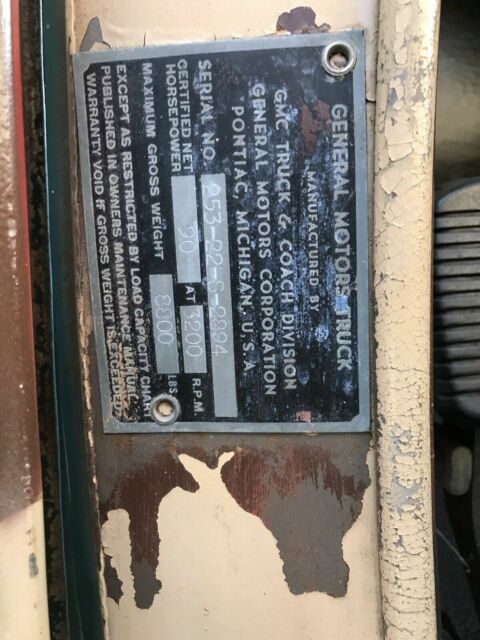 GENERAL MOTORS TRUCK
MANUFACTURED BY
GMC TRUCK & COACH DIVISION
GENERAL MOTORS CORPORATION
PONTIAC, MICHIGAN, U.S.A
SERIAL NO. 253-22-G-2894
CERTIFIED NET
HORSEPOWER 90 AT 3200 R.P.M.
MAXIMUM GROSS WEIGHT 8800 LBS.
EXCEPT AS RESTRICTED BY LOAD CAPACITY CHART
PUBLISHED IN OWNERS MAINTENANCE MANUAL.
WARRANTY VOID IF GROSS WEIGHT IS EXCEEDED